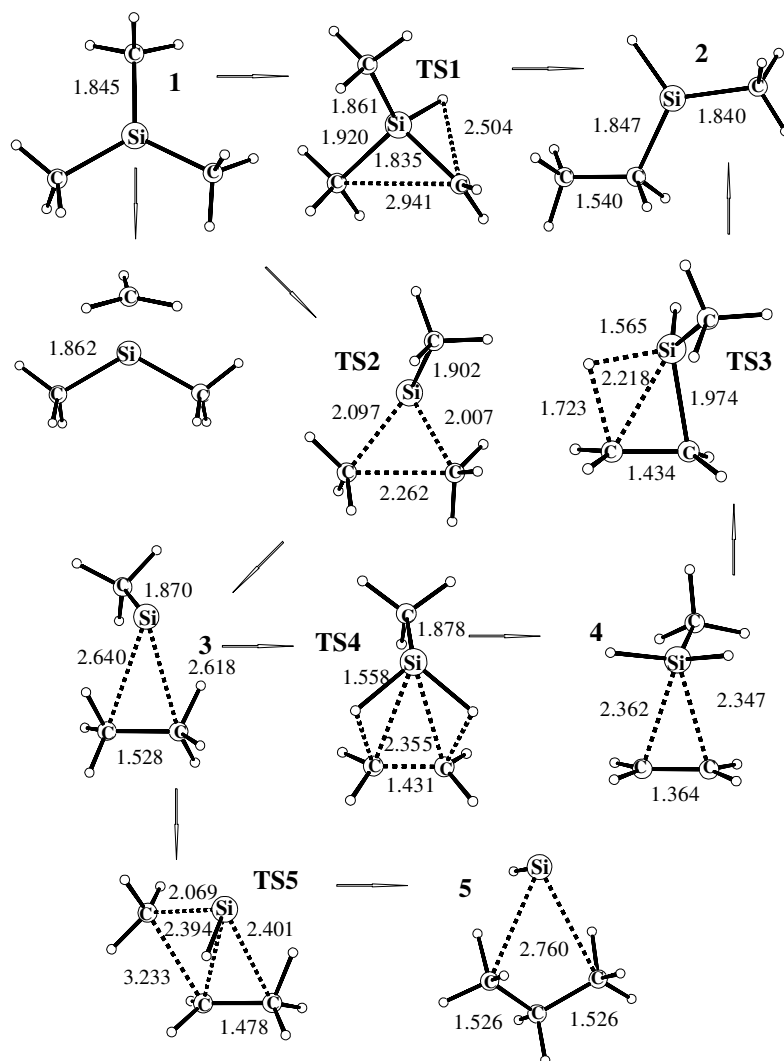 C
1.845
1
Si
C
C
TS1
C
1.861
Si
1.920
2.504
1.835
C
C
2.941
2
Si
C
1.847
1.840
C
C
1.540
C
1.862
Si
C
C
TS2
C
1.902
Si
2.097
2.007
C
C
2.262
1.565
C
Si
TS3
2.218
1.723
1.974
C
C
1.434
C
1.870
Si
3
2.640
2.618
C
C
1.528
TS4
C
1.878
Si
1.558
2.355
C
C
1.431
4
C
Si
2.362
2.347
C
C
1.364
TS5
2.069
C
Si
2.394
2.401
3.233
C
C
1.478
5
Si
2.760
C
C
C
1.526
1.526